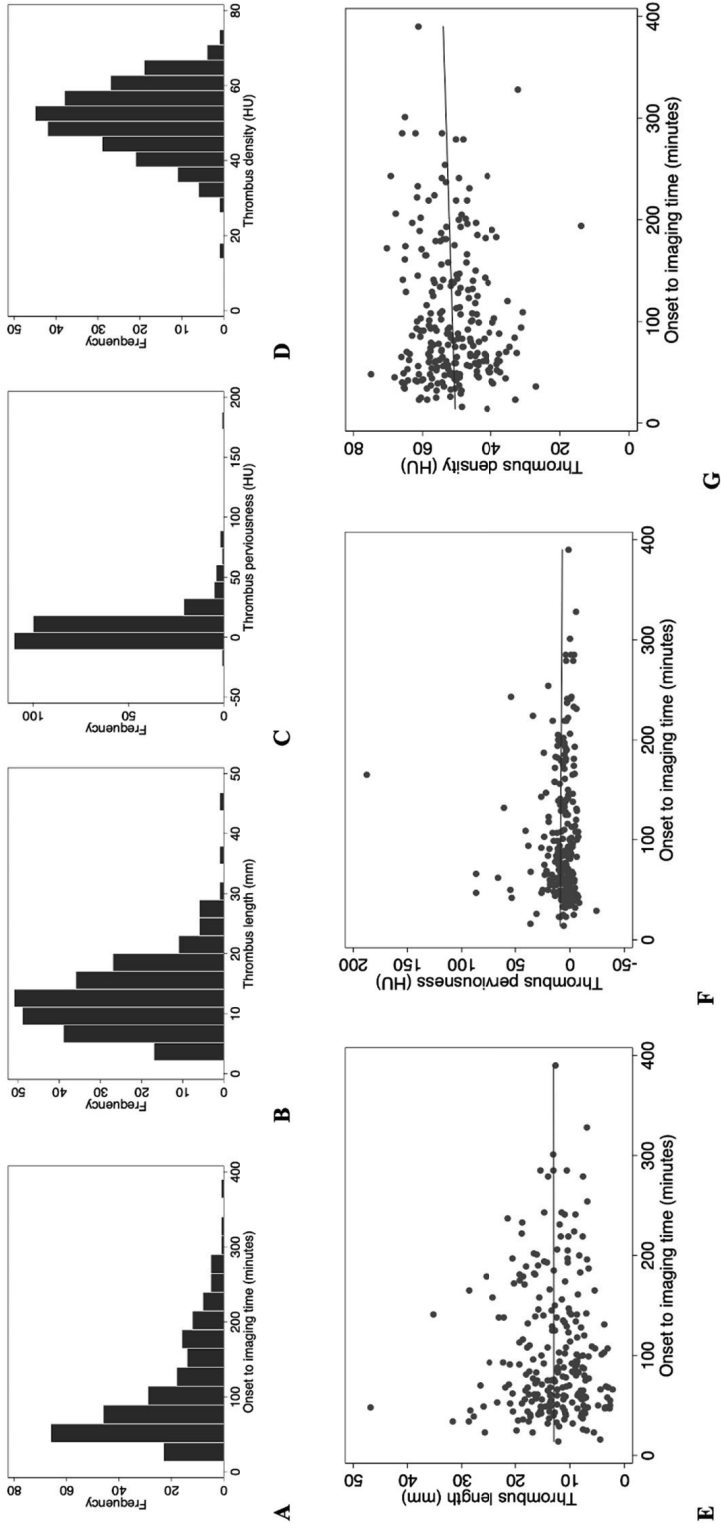 Frequency
80
60
40
20
0
0 100 200 300 400
Onset to imaging time (minutes)
A
Frequency
50
40
30
20
10
0
0 10 20 30 40 50
Thrombus length (mm)
B
Frequency
100
50
0
-50 0 50 100 150 200
Thrombus perviousness (HU)
C
Frequency
50
40
30
20
10
0
0 20 40 60 80
Thrombus density (HU)
D
Thrombus length (mm)
50
40
30
20
10
0
0 100 200 300 400
Onset to imaging time (minutes)
E
Thrombus perviousness (HU)
200
150
100
50
0
-50
0 100 200 300 400
Onset to imaging time (minutes)
F
Thrombus density (HU)
80
60
40
20
0
0 100 200 300 400
Onset to imaging time (minutes)
G